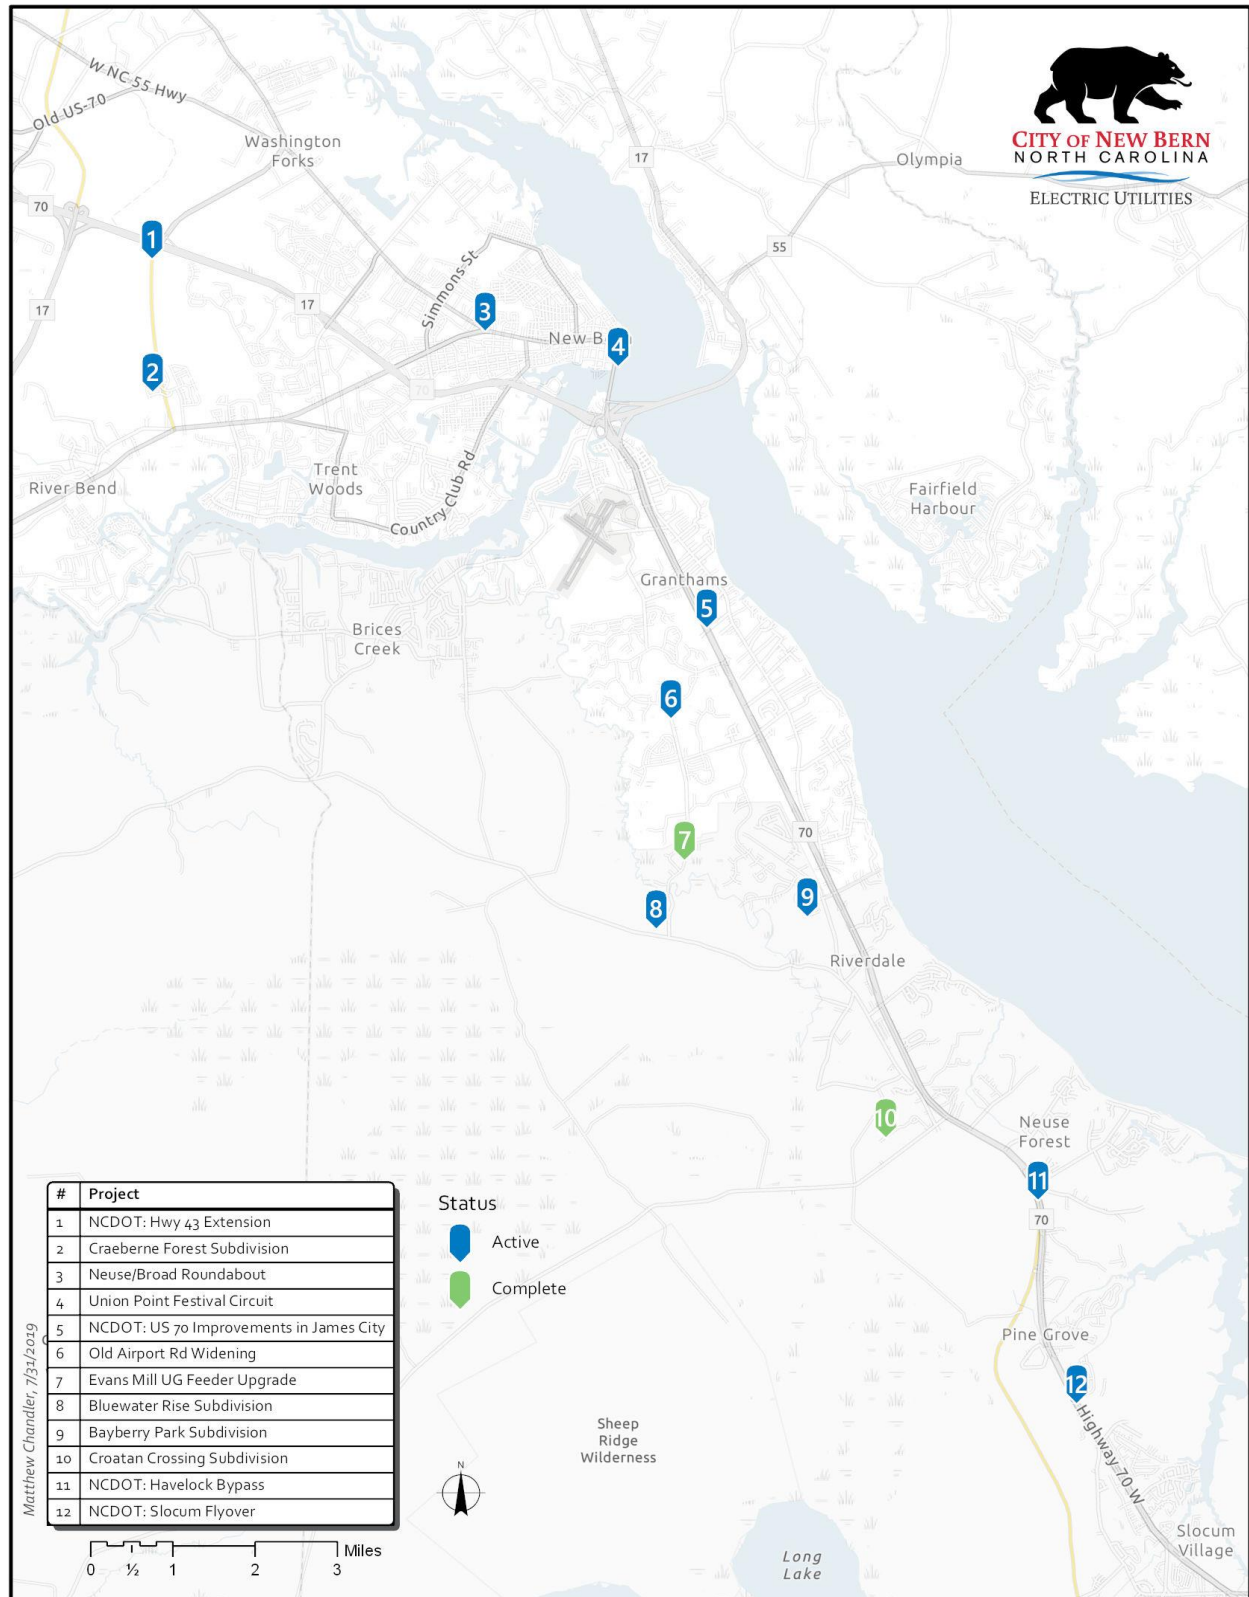 W NC 55 Hwy
Old US-70
Washington
Forks
17
Olympia
CITY OF NEW BERN
NORTH CAROLINA
ELECTRIC UTILITIES
70
1
55
17
17
Simmons St
3
New B
4
2
70
River Bend
Trent
Woods
Country Club Rd
Fairfield
Harbour
Granthams
5
Brices
Creek
6
7
70
8
9
Riverdale
10
Neuse
Forest
11
70
Pine Grove
12
Highway 70 W
Slocum
Village
Sheep
Ridge
Wilderness
Long
Lake
# Project
1 NCDOT: Hwy 43 Extension
2 Craeberne Forest Subdivision
3 Neuse/Broad Roundabout
4 Union Point Festival Circuit
5 NCDOT: US 70 Improvements in James City
6 Old Airport Rd Widening
7 Evans Mill UG Feeder Upgrade
8 Bluewater Rise Subdivision
9 Bayberry Park Subdivision
10 Croatan Crossing Subdivision
11 NCDOT: Havelock Bypass
12 NCDOT: Slocum Flyover
Status
Active
Complete
N
0 ½ 1 2 3 Miles
Matthew Chandler, 7/31/2019